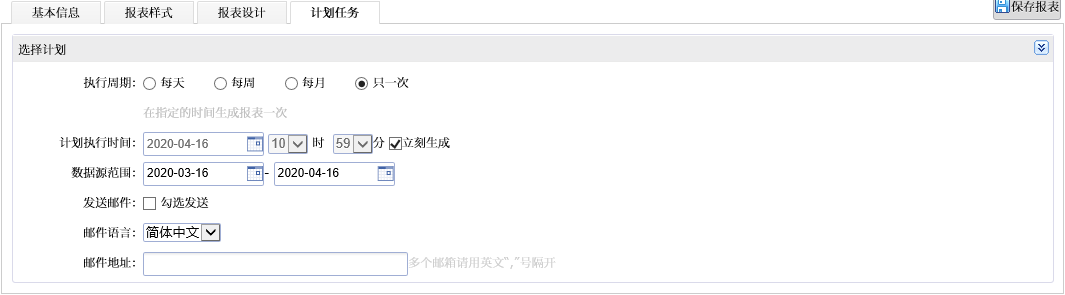 基本信息 报表样式 报表设计 计划任务 保存报表
选择计划
执行周期: 每天 每周 每月 只一次
在指定的时间生成报表一次
计划执行时间: 2020-04-16 10 时 59 分 立刻生成
数据源范围: 2020-03-16 - 2020-04-16
发送邮件: 勾选发送
邮件语言: 简体中文
邮件地址: 多个邮箱请用英文","号隔开